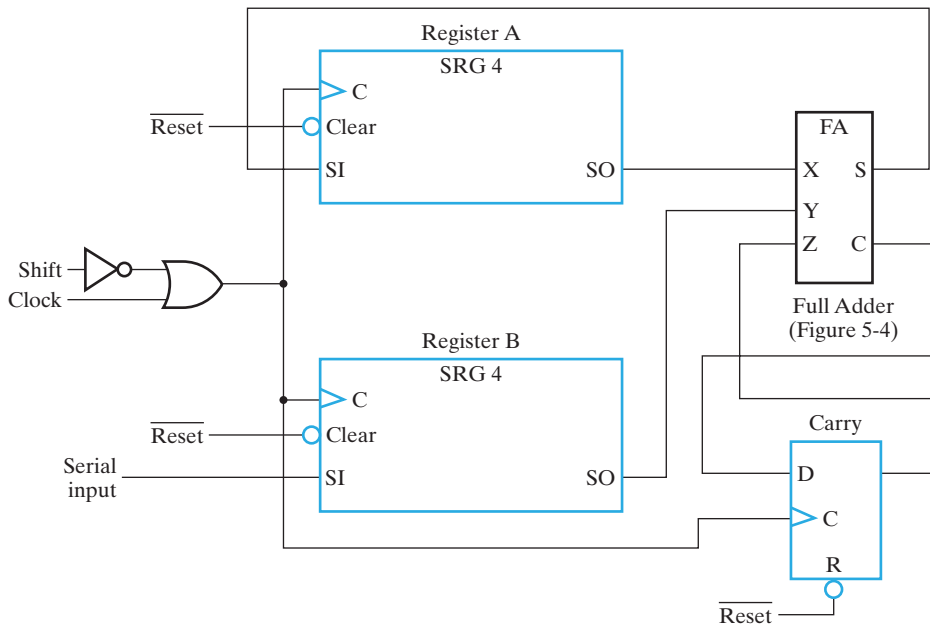 Register A
SRG 4
C
Reset
Clear
SI
SO
FA
X
S
Y
Z
C
Full Adder
(Figure 5-4)
Shift
Clock
Register B
SRG 4
C
Reset
Clear
Serial
input
SI
SO
Carry
D
C
R
Reset